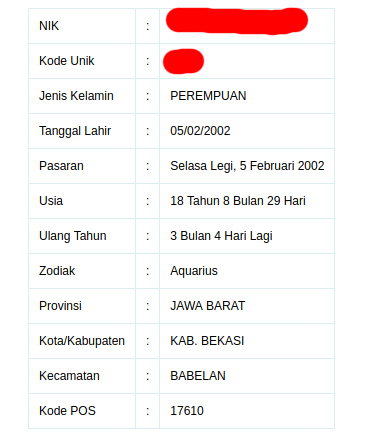 NIK :
Kode Unik :
Jenis Kelamin : PEREMPUAN
Tanggal Lahir : 05/02/2002
Pasaran : Selasa Legi, 5 Februari 2002
Usia : 18 Tahun 8 Bulan 29 Hari
Ulang Tahun : 3 Bulan 4 Hari Lagi
Zodiak : Aquarius
Provinsi : JAWA BARAT
Kota/Kabupaten : KAB. BEKASI
Kecamatan : BABELAN
Kode POS : 17610